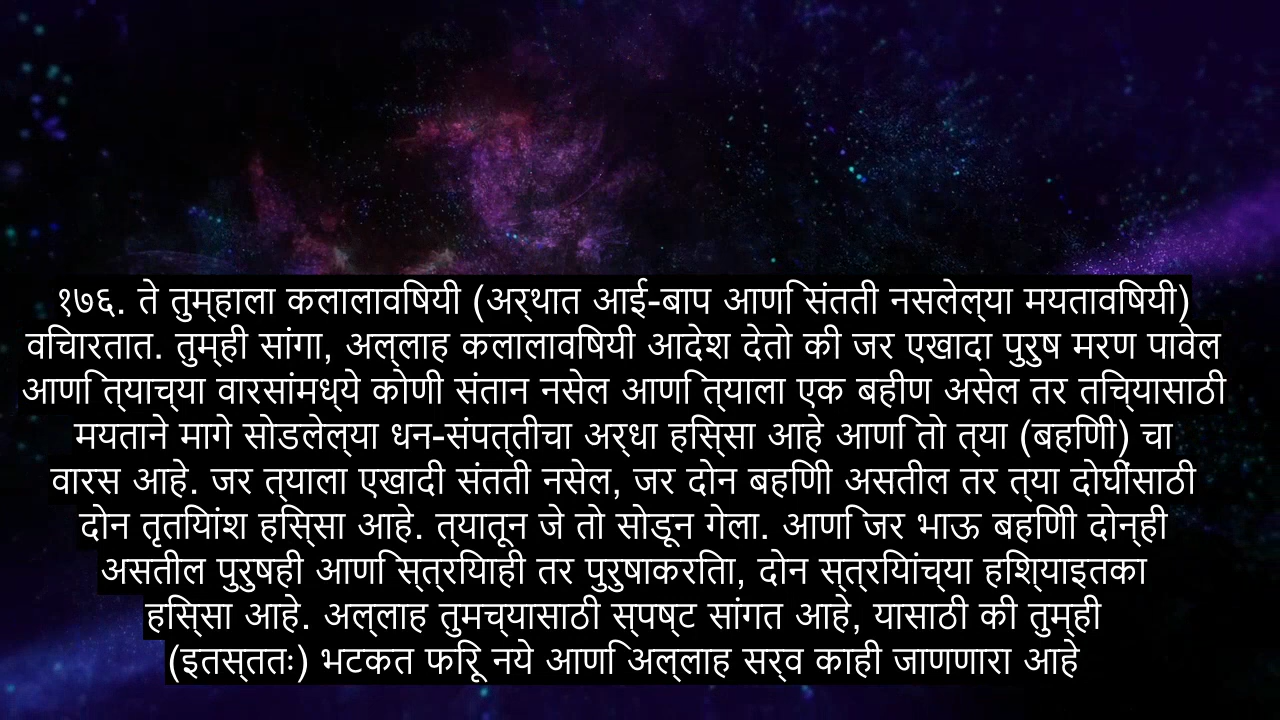 १७६. ते तुम्हाला कलालाविषयी (अर्थात आई-बाप आणि संतती नसलेल्या मयताविषयी)
विचारतात. तुम्ही सांगा, अल्लाह कलालाविषयी आदेश देतो की जर एखादा पुरुष मरण पावेल
आणि त्याच्या वारसांमध्ये कोणी संतान नसेल आणि त्याला एक बहीण असेल तर तिच्यासाठी
मयताने मागे सोडलेल्या धन-संपत्तीचा अर्धा हिस्सा आहे आणि तो त्या (बहिणी) चा
वारस आहे. जर त्याला एखादी संतती नसेल, जर दोन बहिणी असतील तर त्या दोघींसाठी
दोन तृतियांश हिस्सा आहे. त्यातून जे तो सोडून गेला. आणि जर भाऊ बहिणी दोन्ही
असतील पुरुषही आणि स्त्रियाही तर पुरुषाकरिता, दोन स्त्रियांच्या हिश्याइतका
हिस्सा आहे. अल्लाह तुमच्यासाठी स्पष्ट सांगत आहे, यासाठी की तुम्ही
(इतस्ततः) भटकत फिरू नये आणि अल्लाह सर्व काही जाणणारा आहे